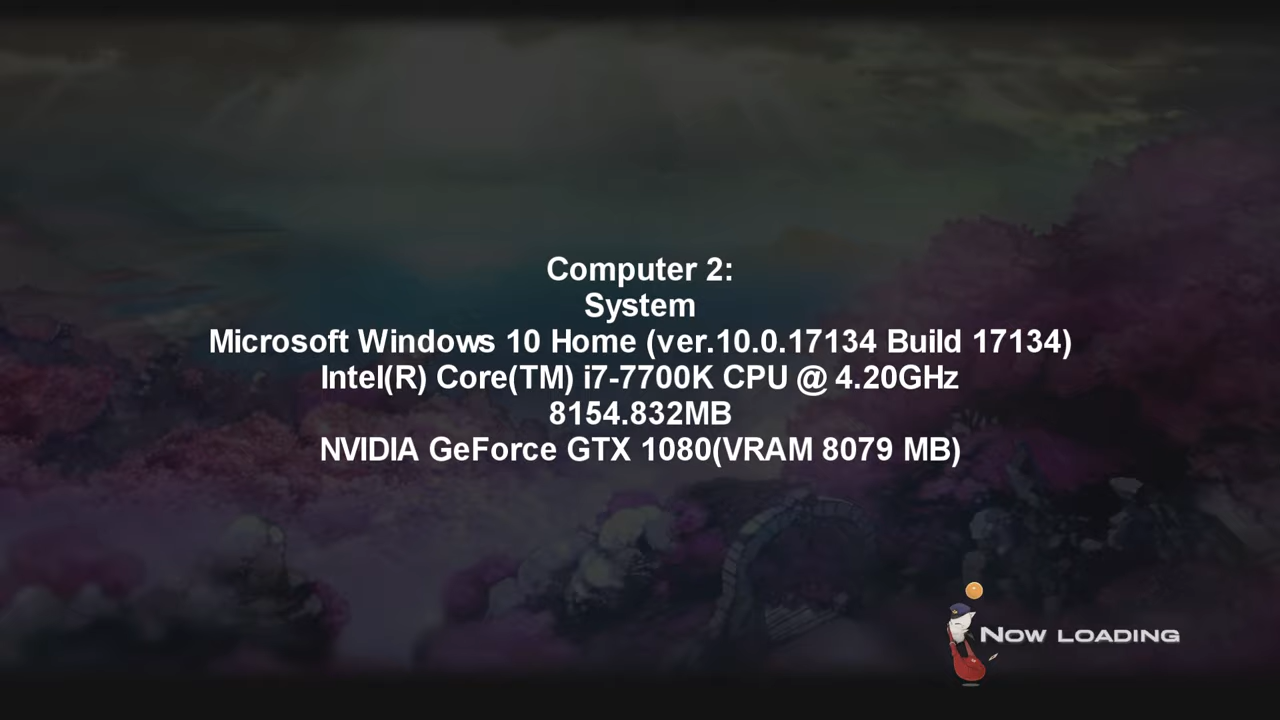 Computer 2:
System
Microsoft Windows 10 Home (ver.10.0.17134 Build 17134)
Intel(R) Core(TM) i7-7700K CPU @ 4.20GHz
8154.832MB
NVIDIA GeForce GTX 1080(VRAM 8079 MB)
Now loading